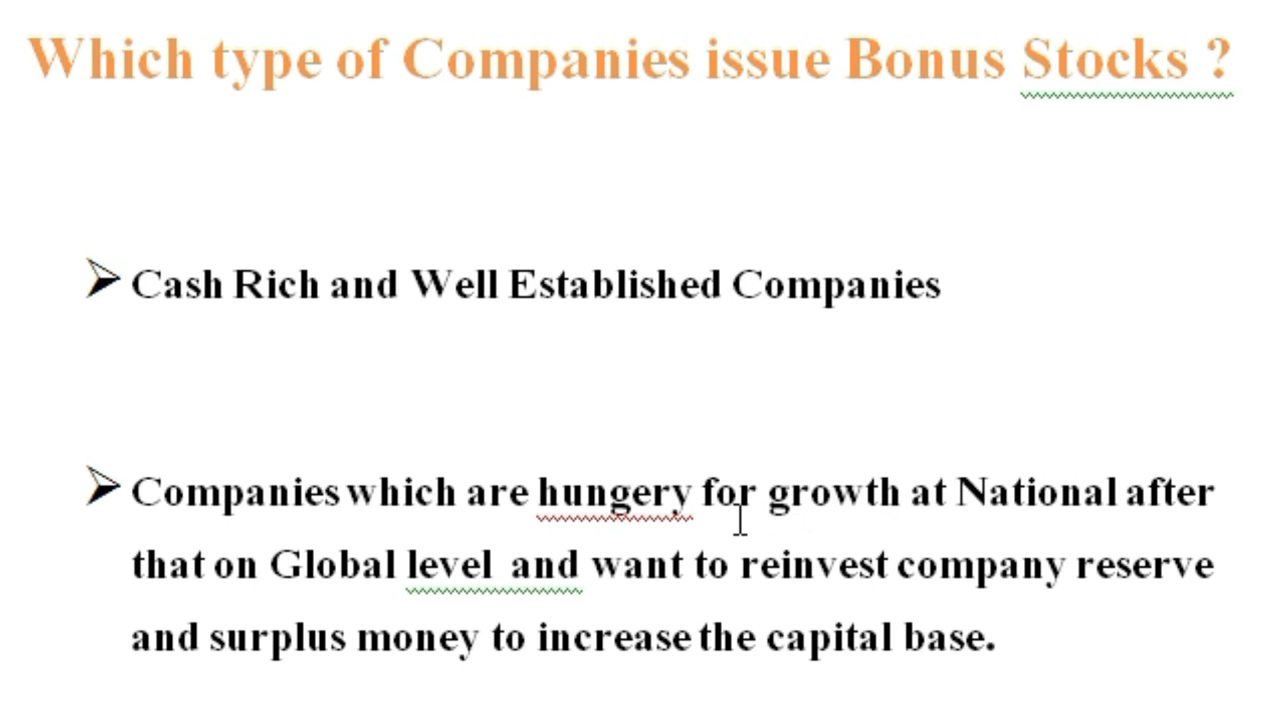 Which type of Companies issue Bonus Stocks ?
Cash Rich and Well Established Companies
Companies which are hungery for growth at National after
that on Global level and want to reinvest company reserve
and surplus money to increase the capital base.